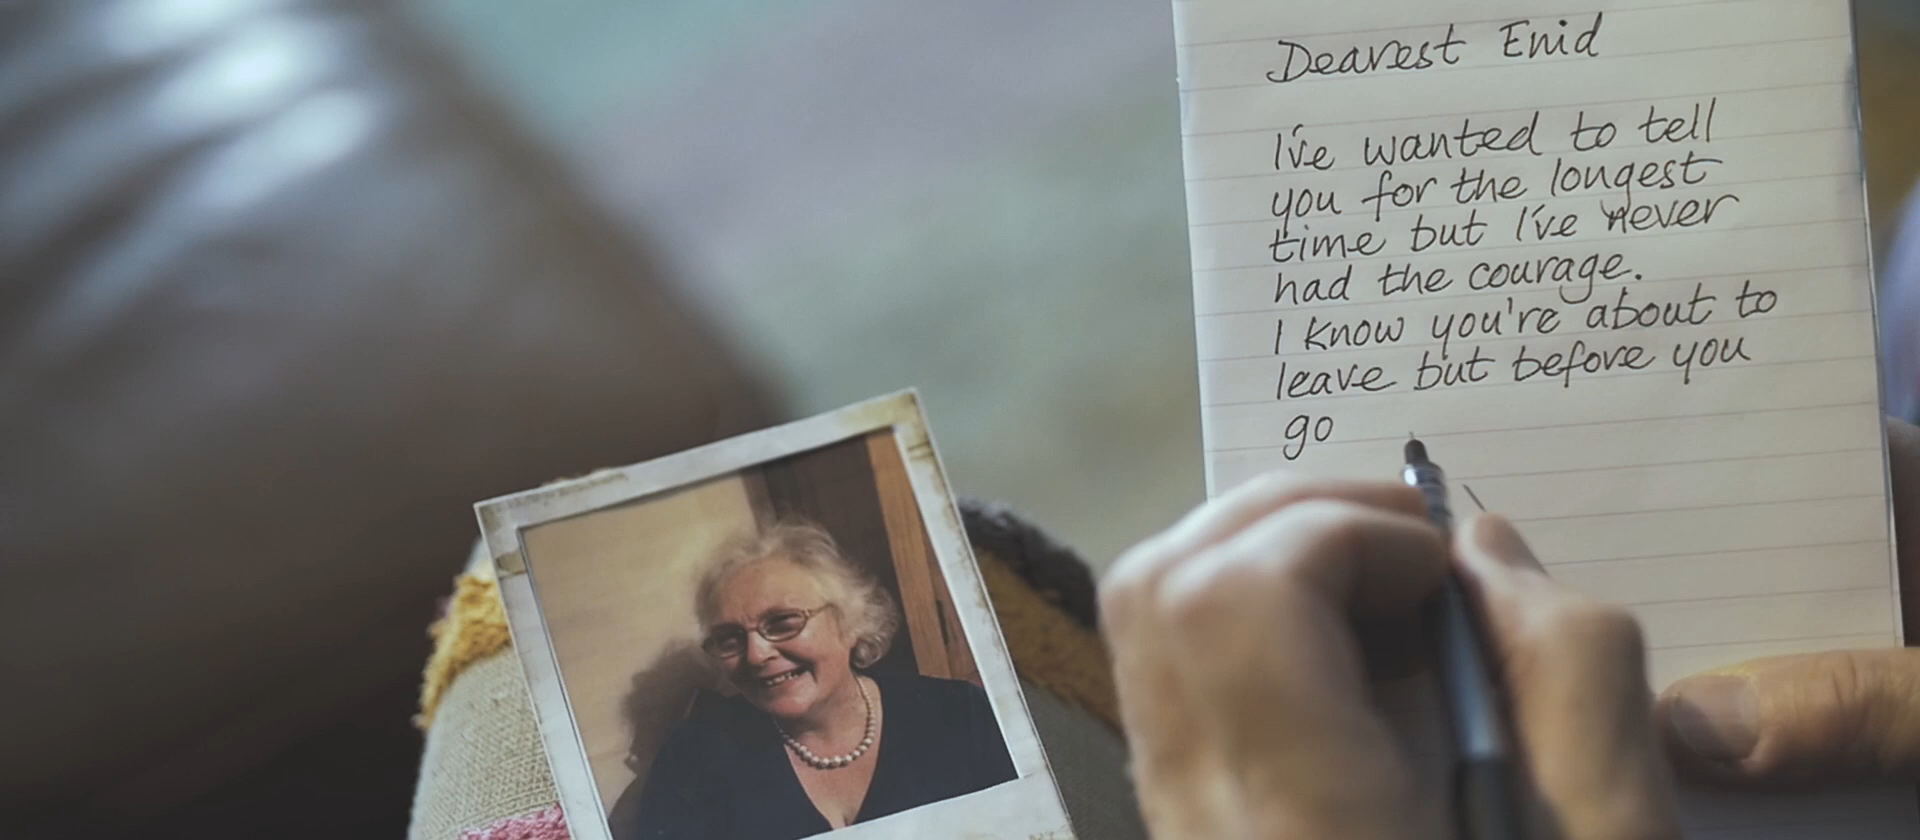 Dearest Enid
I've wanted to tell
you for the longest
time but I've never
had the courage.
I know you're about to
leave but before you
go